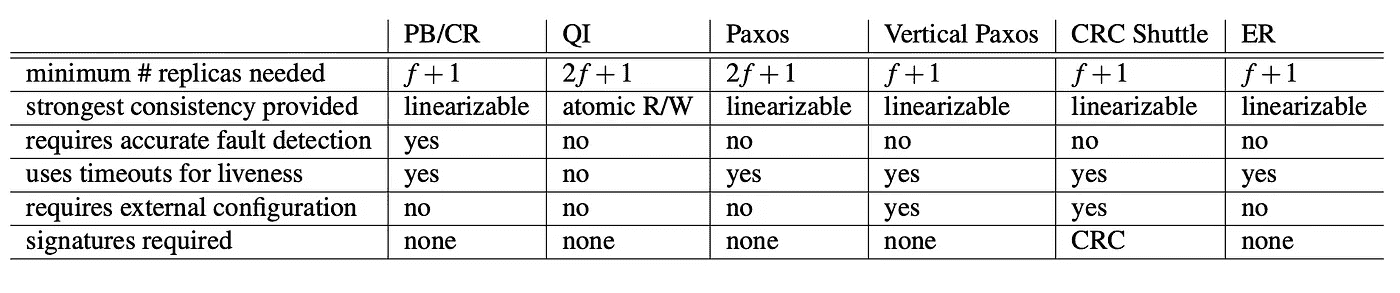 PB/CR QI Paxos Vertical Paxos CRC Shuttle ER
minimum # replicas needed f + 1 2f + 1 2f + 1 f + 1 f + 1 f + 1
strongest consistency provided linearizable atomic R/W linearizable linearizable linearizable linearizable
requires accurate fault detection yes no no no no no
uses timeouts for liveness yes no yes yes yes yes
requires external configuration no no no yes yes no
signatures required none none none none CRC none